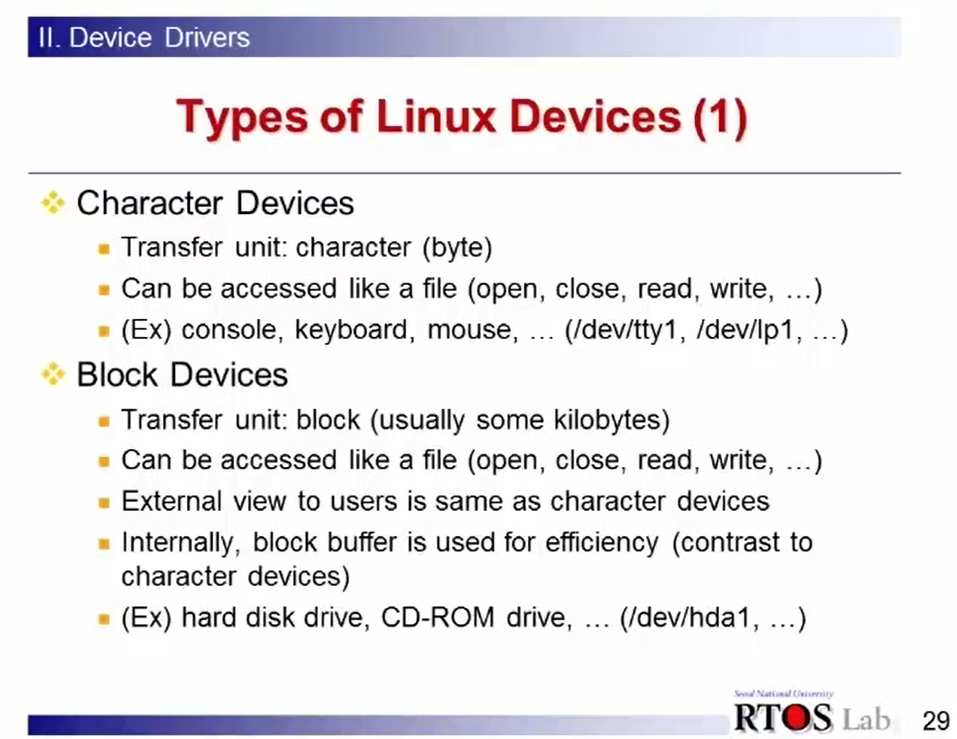 II. Device Drivers
Types of Linux Devices (1)
Character Devices
Transfer unit: character (byte)
Can be accessed like a file (open, close, read, write, …)
(Ex) console, keyboard, mouse, … (/dev/tty1, /dev/lp1, …)
Block Devices
Transfer unit: block (usually some kilobytes)
Can be accessed like a file (open, close, read, write, …)
External view to users is same as character devices
Internally, block buffer is used for efficiency (contrast to
character devices)
(Ex) hard disk drive, CD-ROM drive, … (/dev/hda1, …)
Seoul National University
RTOS Lab
29